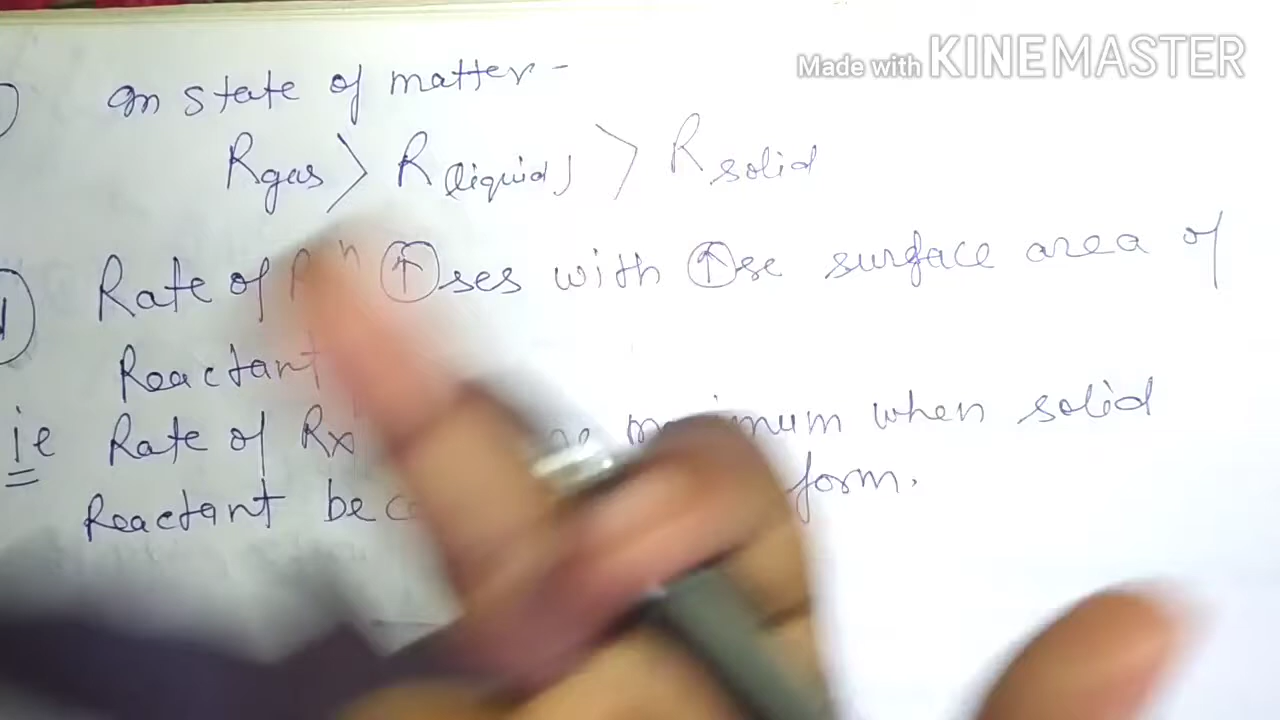 Made with KINEMASTER
on state of matter -
Rgas > R(liquid) > Rsolid
Rate of ↑ses with ↑se surface area of
Reactant
ie Rate of Rx maximum when solid
Reactant form.